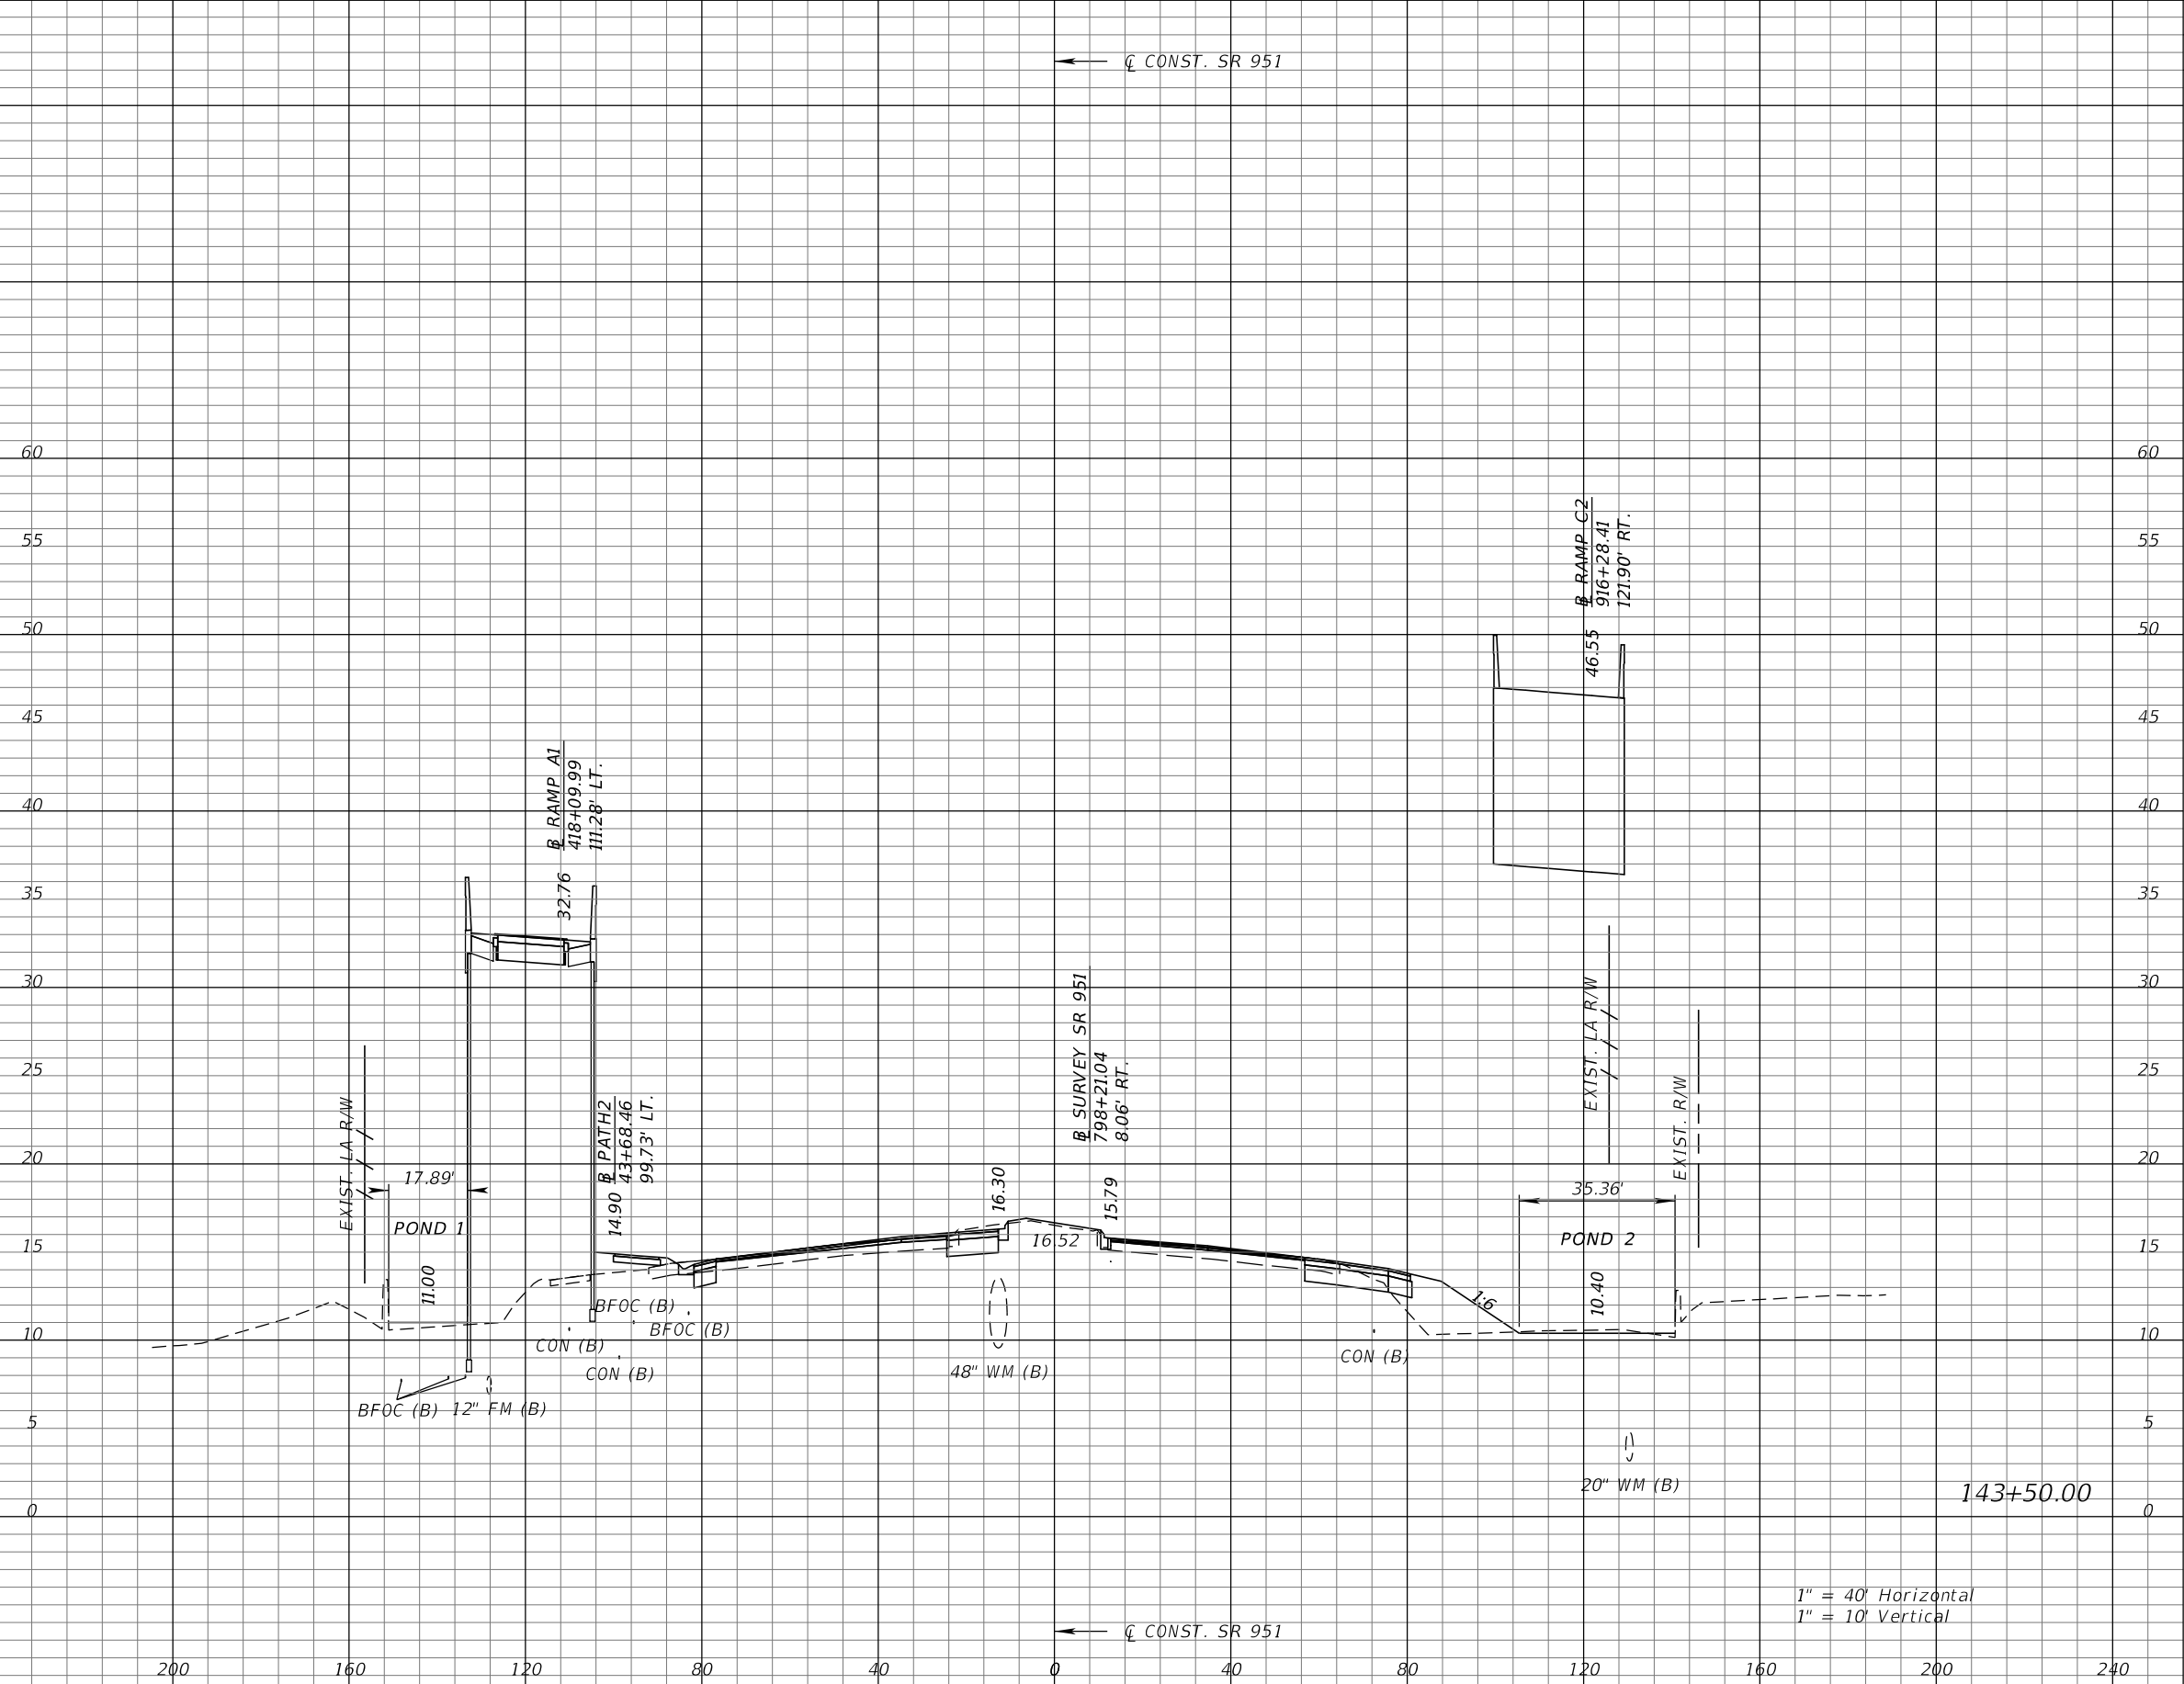 ℄ CONST. SR 951
60
60
℄ RAMP C2
916+28.41
121.90' RT.
55
55
50
50
46.55
45
45
℄ RAMP A1
418+09.99
111.28' LT.
40
40
35
35
32.76
30
30
℄ SURVEY SR 951
798+21.04
8.06' RT.
EXIST. LA R/W
EXIST. LA R/W
EXIST. R/W
25
25
℄ PATH2
43+68.46
99.73' LT.
20
20
17.89'
35.36'
14.90
16.30
15.79
POND 1
16.52
POND 2
15
15
11.00
10.40
1:6
BFOC (B)
BFOC (B)
10
10
CON (B)
CON (B)
48" WM (B)
CON (B)
BFOC (B)
12" FM (B)
5
5
20" WM (B)
143+50.00
0
0
1" = 40' Horizontal
1" = 10' Vertical
℄ CONST. SR 951
200
160
120
80
40
0
40
80
120
160
200
240